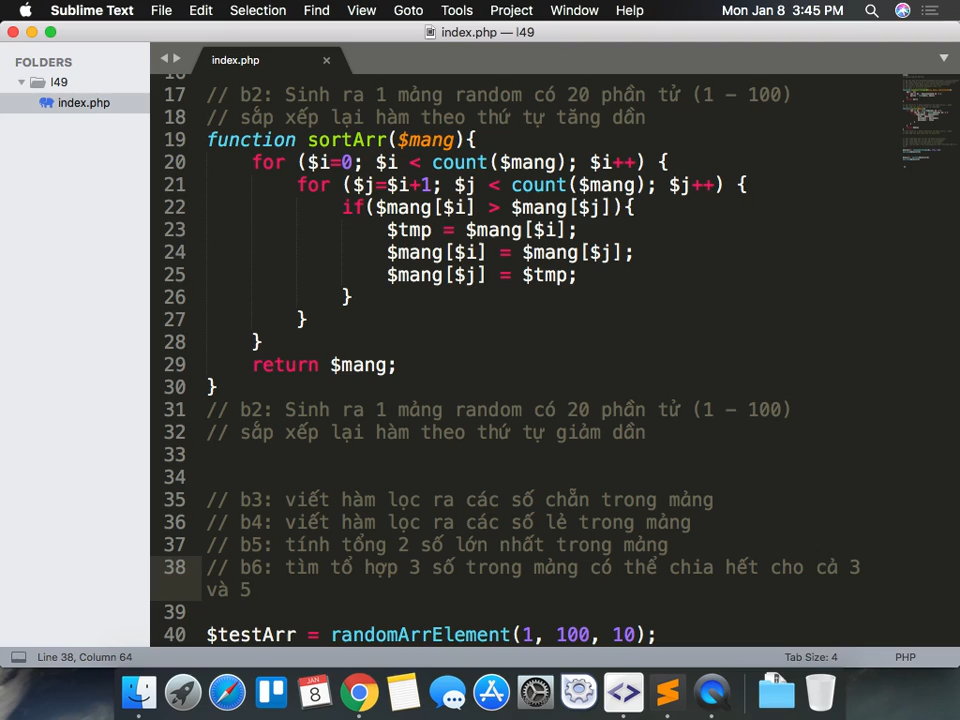 Sublime Text File Edit Selection Find View Goto Tools Project Window Help Mon Jan 8 3:45 PM
index.php — l49
FOLDERS
l49
index.php
index.php
16
17 // b2: Sinh ra 1 mảng random có 20 phần tử (1 - 100)
18 // sắp xếp lại hàm theo thứ tự tăng dần
19 function sortArr($mang){
20 for ($i=0; $i < count($mang); $i++) {
21 for ($j=$i+1; $j < count($mang); $j++) {
22 if($mang[$i] > $mang[$j]){
23 $tmp = $mang[$i];
24 $mang[$i] = $mang[$j];
25 $mang[$j] = $tmp;
26 }
27 }
28 }
29 return $mang;
30 }
31 // b2: Sinh ra 1 mảng random có 20 phần tử (1 - 100)
32 // sắp xếp lại hàm theo thứ tự giảm dần
33
34
35 // b3: viết hàm lọc ra các số chẵn trong mảng
36 // b4: viết hàm lọc ra các số lẻ trong mảng
37 // b5: tính tổng 2 số lớn nhất trong mảng
38 // b6: tìm tổ hợp 3 số trong mảng có thể chia hết cho cả 3
và 5
39
40 $testArr = randomArrElement(1, 100, 10);
Line 38, Column 64 Tab Size: 4 PHP
JAN
8